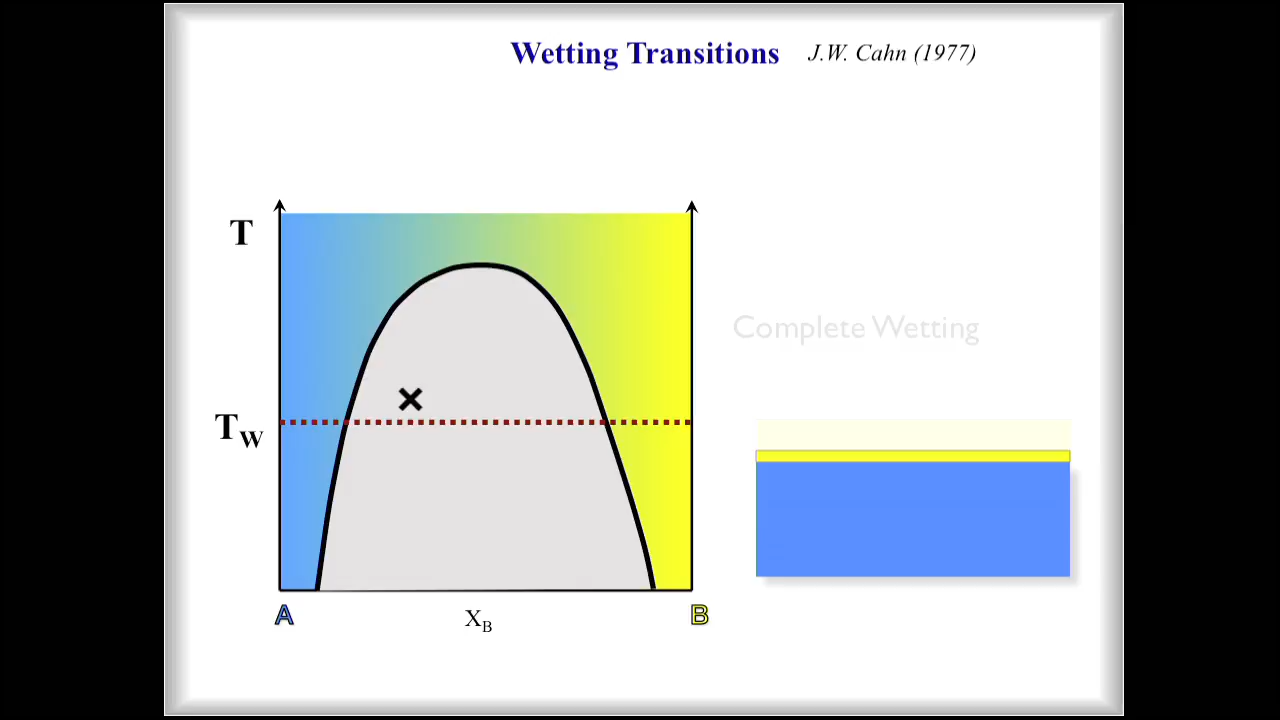 Wetting Transitions J.W. Cahn (1977)
T
Complete Wetting
TW
A XB B